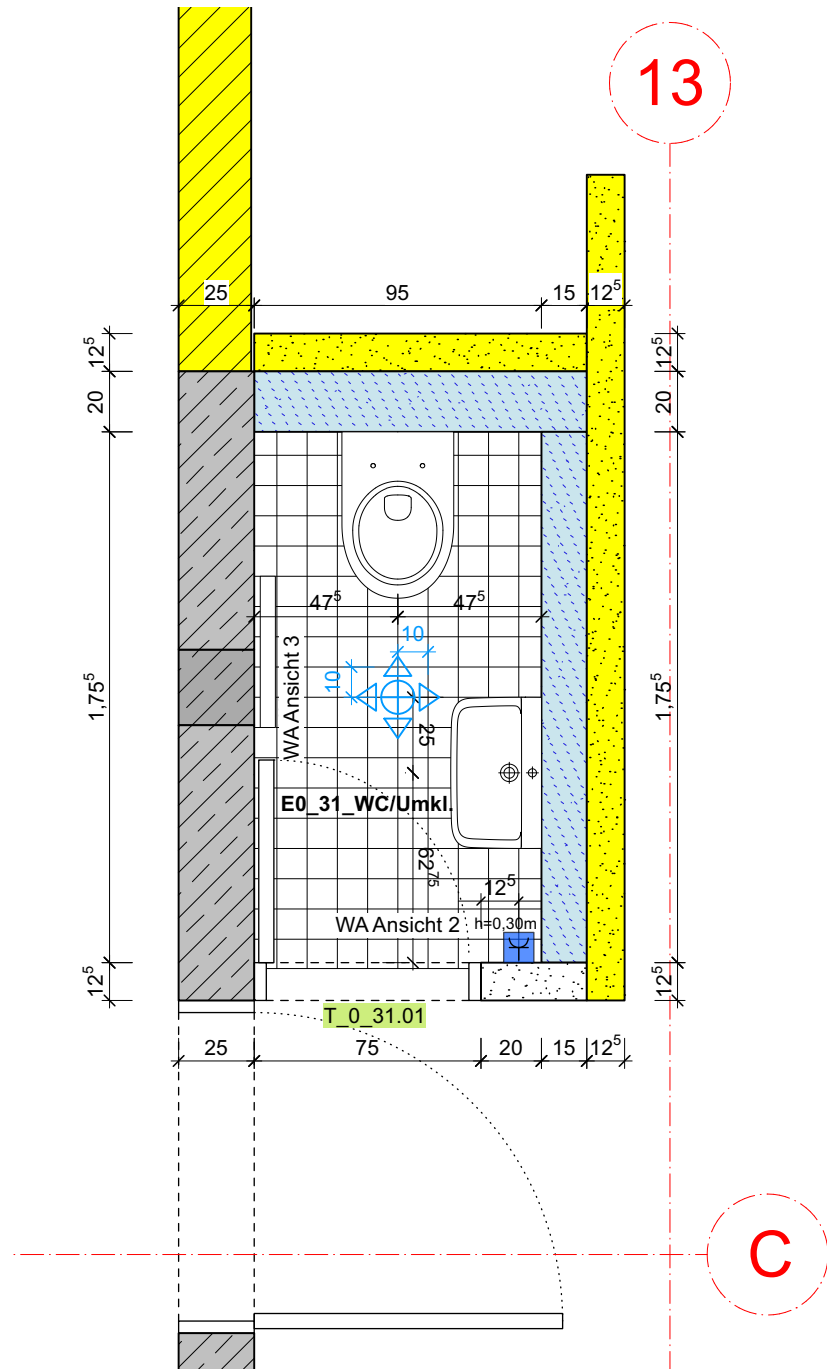 13
25 95 15 12⁵
12⁵ 12⁵
20 20
47⁵ 47⁵
10
10
WA Ansicht 3
1,75⁵ 1,75⁵
25
E0_31_WC/Umkl.
62⁷⁵
12⁵
WA Ansicht 2 h=0,30m
12⁵ 12⁵
T_0_31.01
25 75 20 15 12⁵
C